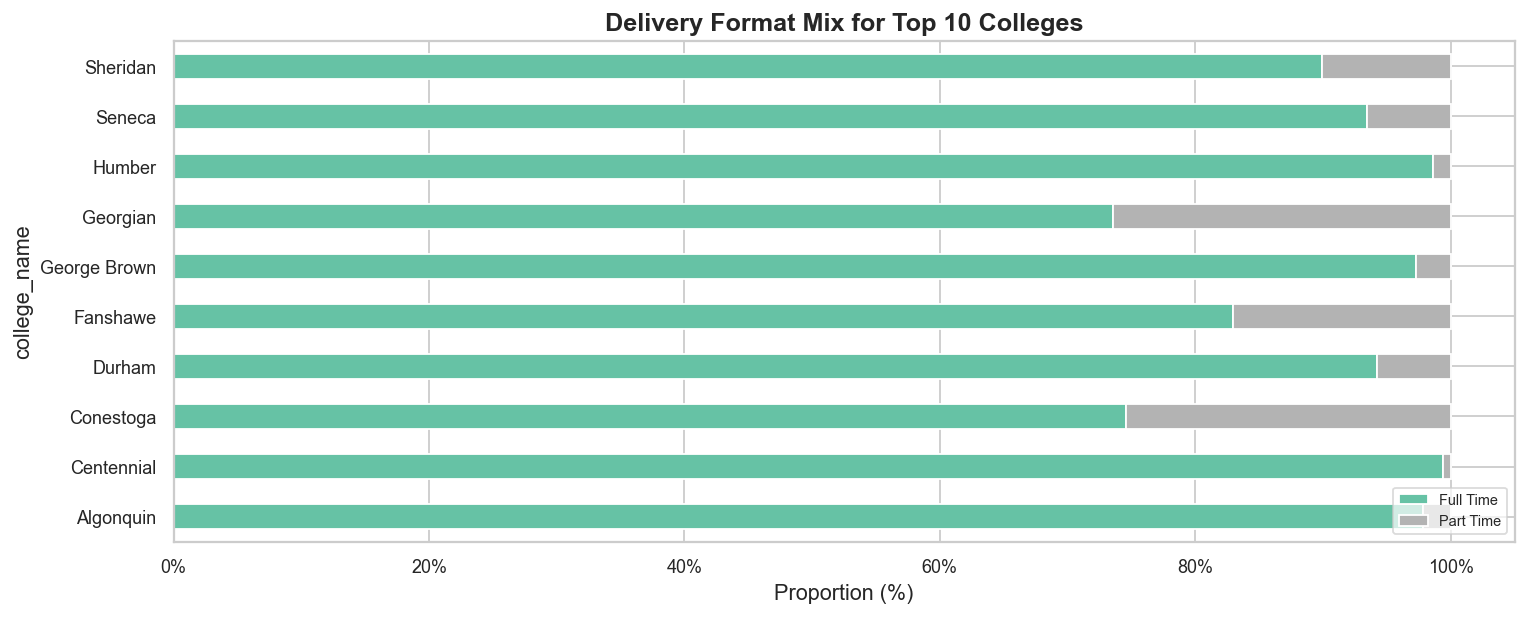 Delivery Format Mix for Top 10 Colleges
college_name
Sheridan
Seneca
Humber
Georgian
George Brown
Fanshawe
Durham
Conestoga
Centennial
Algonquin
Full Time
Part Time
0% 20% 40% 60% 80% 100%
Proportion (%)